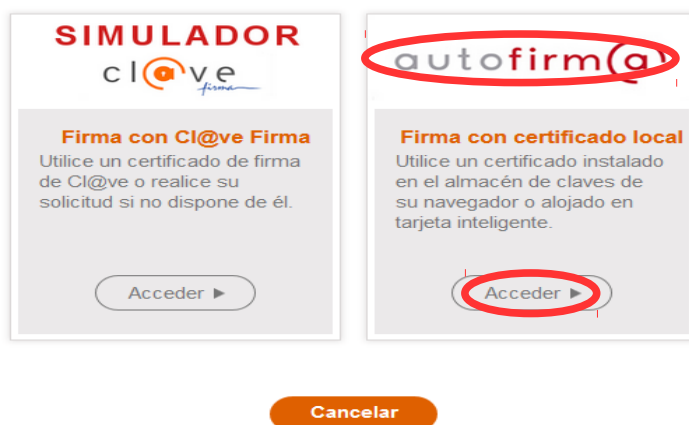 SIMULADOR
cl@ve
firma
Firma con Cl@ve Firma
Utilice un certificado de firma
de Cl@ve o realice su
solicitud si no dispone de él.
Acceder ►
autofirm@
Firma con certificado local
Utilice un certificado instalado
en el almacén de claves de
su navegador o alojado en
tarjeta inteligente.
Acceder ►
Cancelar